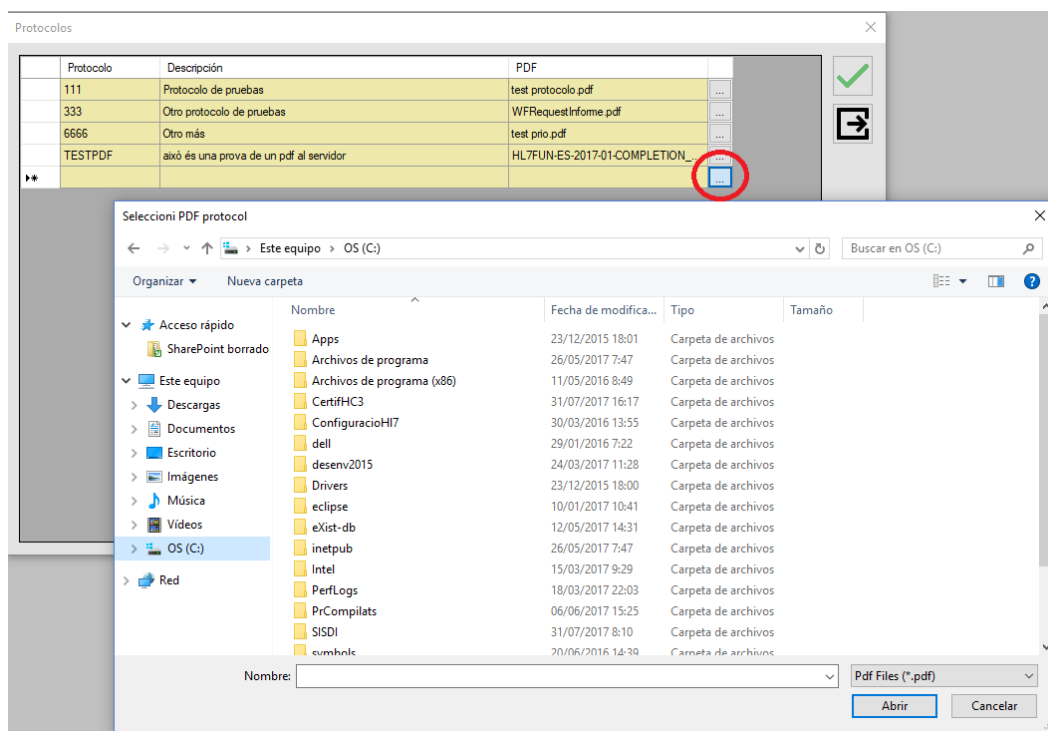 Protocolos
Protocolo Descripción PDF
111 Protocolo de pruebas test protocolo.pdf ...
333 Otro protocolo de pruebas WFRequestInforme.pdf ...
6666 Otro más test prio.pdf ...
TESTPDF això és una prova de un pdf al servidor HL7FUN-ES-2017-01-COMPLETION_... ...
...
Seleccioni PDF protocol
Este equipo > OS (C:) Buscar en OS (C:)
Organizar Nueva carpeta
Nombre Fecha de modifica... Tipo Tamaño
Acceso rápido
SharePoint borrado
Este equipo
Descargas
Documentos
Escritorio
Imágenes
Música
Vídeos
OS (C:)
Red
Apps 23/12/2015 18:01 Carpeta de archivos
Archivos de programa 26/05/2017 7:47 Carpeta de archivos
Archivos de programa (x86) 11/05/2016 8:49 Carpeta de archivos
CertifHC3 31/07/2017 16:17 Carpeta de archivos
ConfiguracioHl7 30/03/2016 13:55 Carpeta de archivos
dell 29/01/2016 7:22 Carpeta de archivos
desenv2015 24/03/2017 11:28 Carpeta de archivos
Drivers 23/12/2015 18:00 Carpeta de archivos
eclipse 10/01/2017 10:41 Carpeta de archivos
eXist-db 12/05/2017 14:31 Carpeta de archivos
inetpub 26/05/2017 7:47 Carpeta de archivos
Intel 15/03/2017 9:29 Carpeta de archivos
PerfLogs 18/03/2017 22:03 Carpeta de archivos
PrCompilats 06/06/2017 15:25 Carpeta de archivos
SISDI 31/07/2017 8:10 Carpeta de archivos
symbols 20/06/2016 14:39 Carpeta de archivos
Nombre: Pdf Files (*.pdf)
Abrir Cancelar